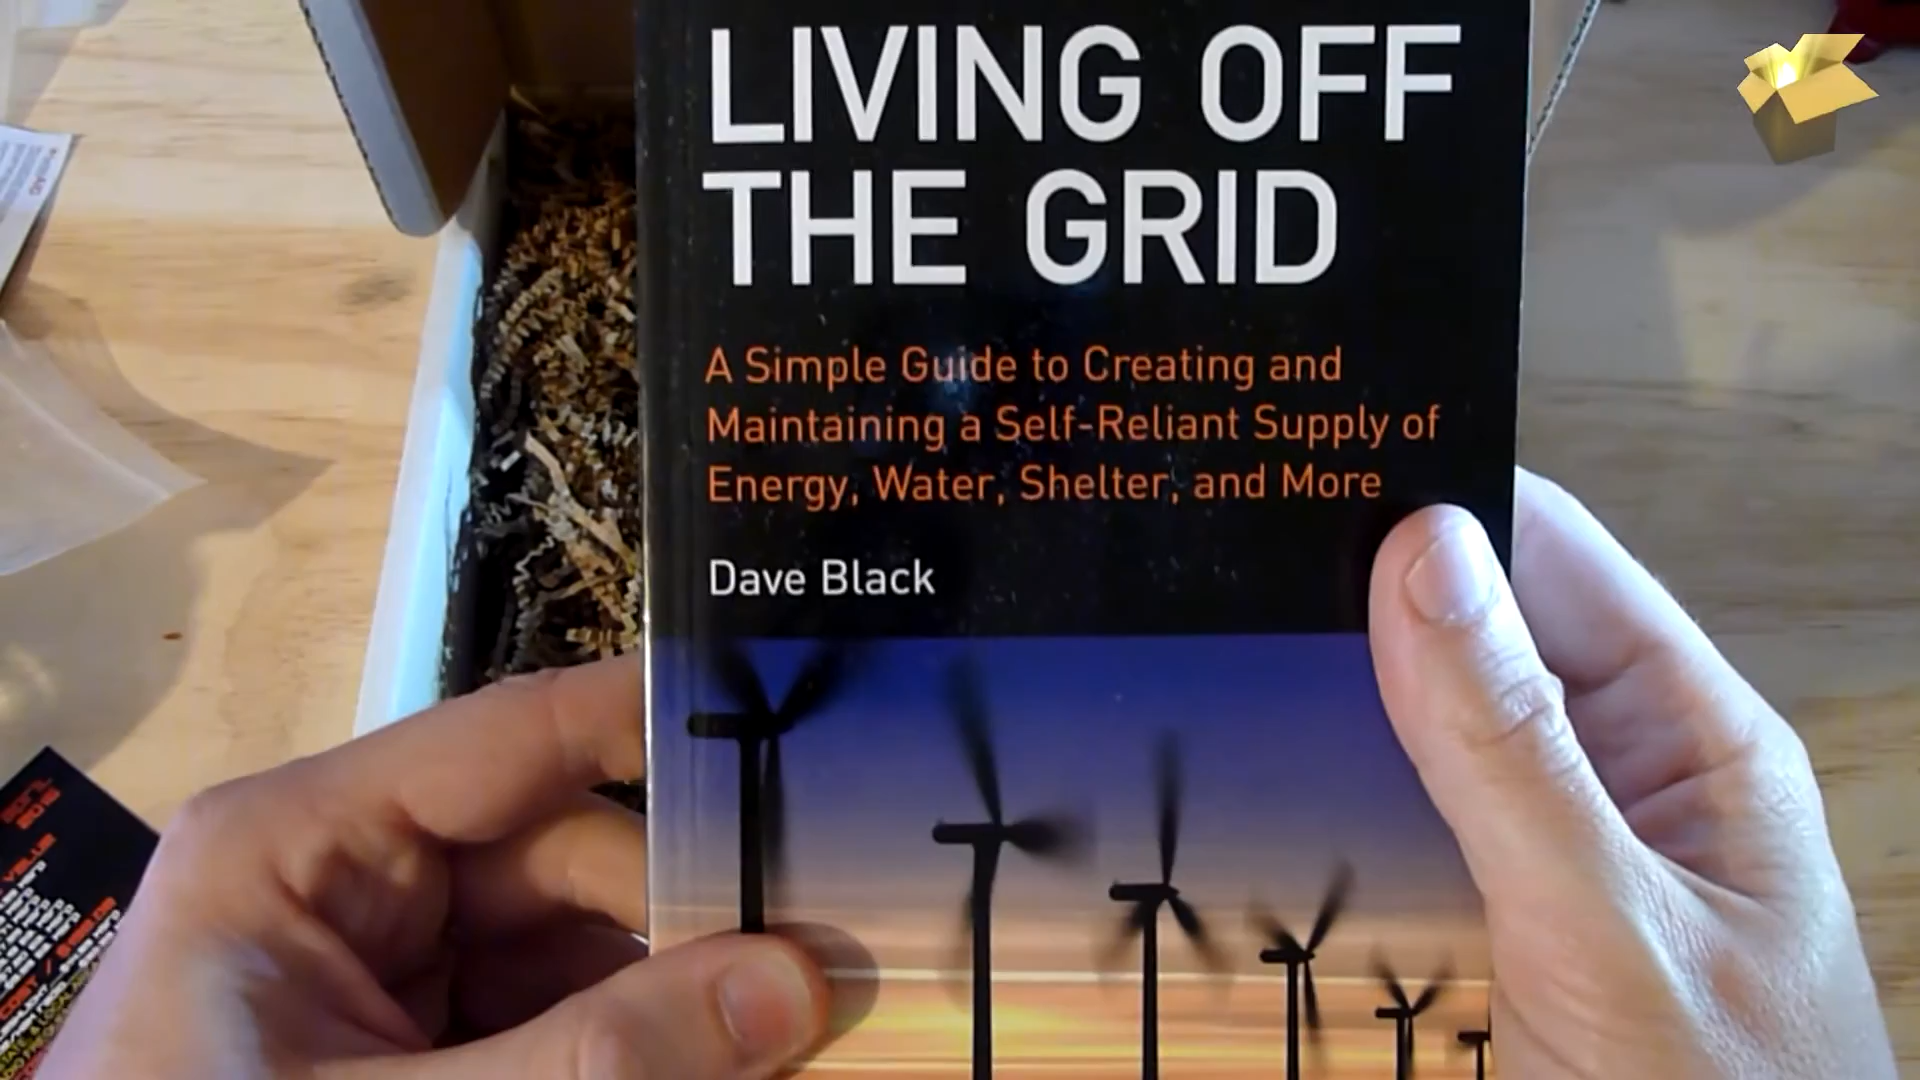 LIVING OFF
THE GRID
A Simple Guide to Creating and
Maintaining a Self-Reliant Supply of
Energy, Water, Shelter, and More
Dave Black